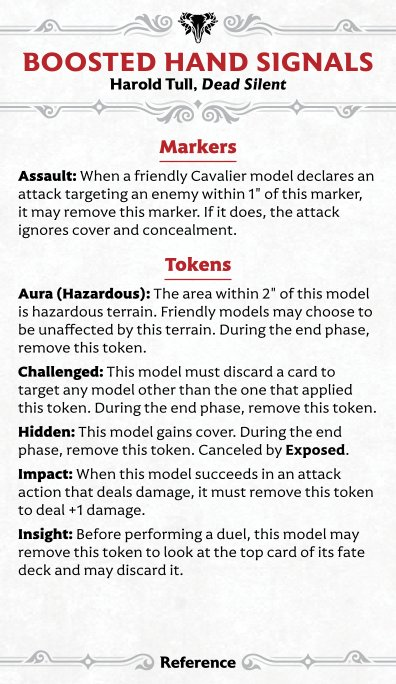 BOOSTED HAND SIGNALS
Harold Tull, Dead Silent
Markers
Assault: When a friendly Cavalier model declares an
attack targeting an enemy within 1" of this marker,
it may remove this marker. If it does, the attack
ignores cover and concealment.
Tokens
Aura (Hazardous): The area within 2" of this model
is hazardous terrain. Friendly models may choose to
be unaffected by this terrain. During the end phase,
remove this token.
Challenged: This model must discard a card to
target any model other than the one that applied
this token. During the end phase, remove this token.
Hidden: This model gains cover. During the end
phase, remove this token. Canceled by Exposed.
Impact: When this model succeeds in an attack
action that deals damage, it must remove this token
to deal +1 damage.
Insight: Before performing a duel, this model may
remove this token to look at the top card of its fate
deck and may discard it.
Reference